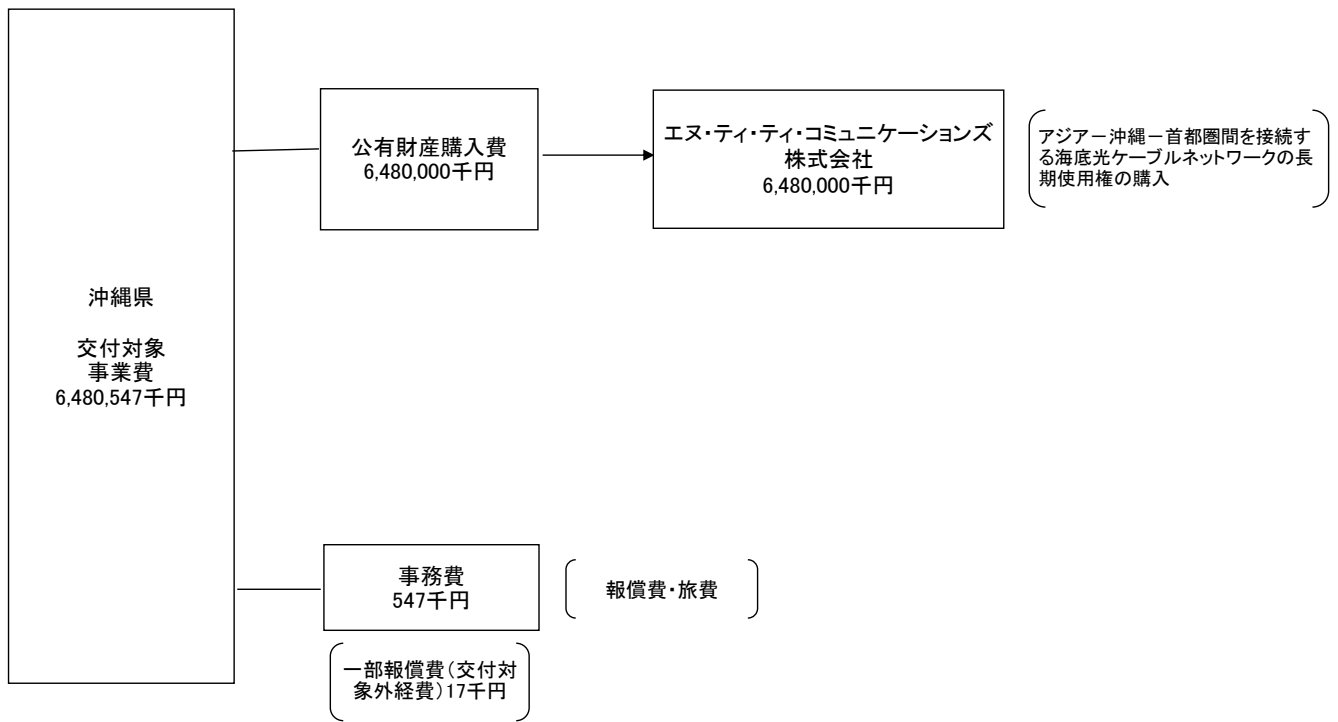 沖縄県
交付対象
事業費
6,480,547千円
公有財産購入費
6,480,000千円
エヌ・ティ・ティ・コミュニケーションズ
株式会社
6,480,000千円
アジア－沖縄－首都圏間を接続す
る海底光ケーブルネットワークの長
期使用権の購入
事務費
547千円
報償費・旅費
一部報償費(交付対
象外経費)17千円